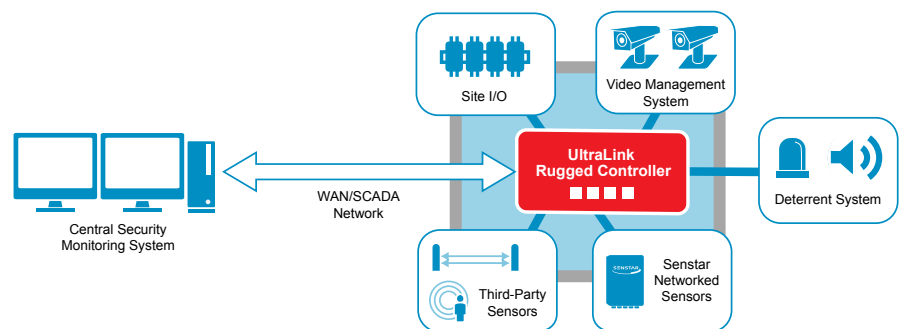 Site I/O
Video Management
System
UltraLink
Rugged Controller
Deterrent System
WAN/SCADA
Network
Central Security
Monitoring System
Third-Party
Sensors
SENSTAR
Senstar
Networked
Sensors